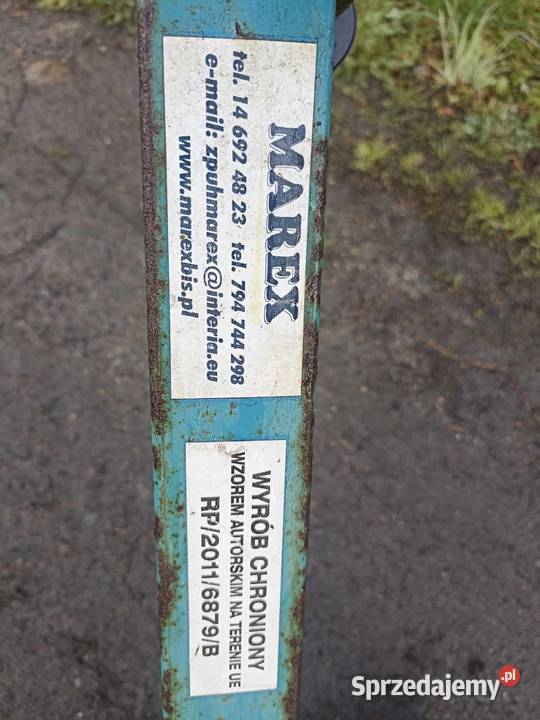 MAREX
tel. 14 692 48 23 tel. 794 744 298
e-mail: zpuhmarex@interia.eu
www.marexbis.pl
WYRÓB CHRONIONY
WZOREM AUTORSKIM NA TERENIE UE
RP/2011/6879/B
Sprzedajemy.pl